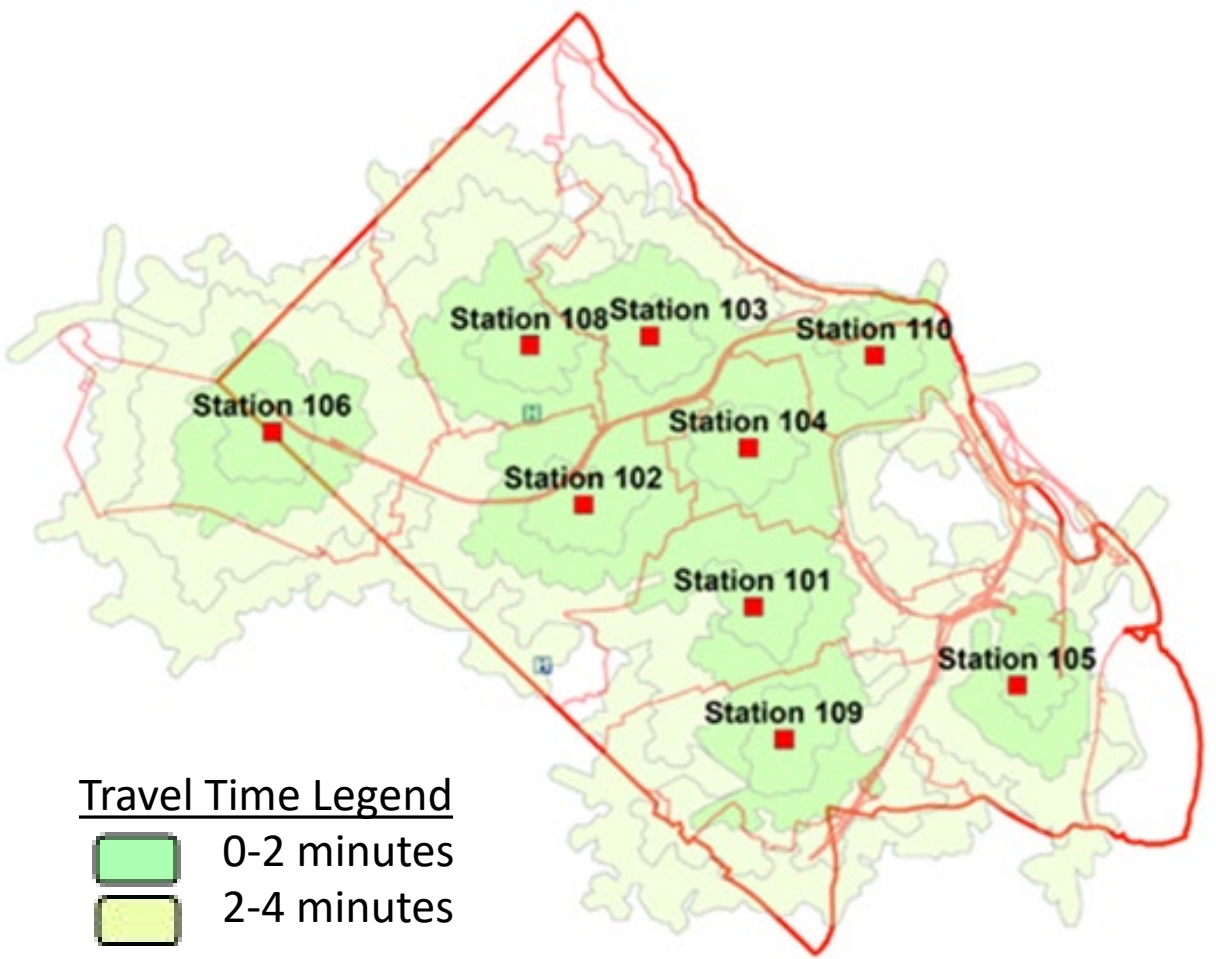 Station 108
Station 103
Station 110
Station 106
Station 104
Station 102
H
Station 101
H
Station 105
Station 109
Travel Time Legend
0-2 minutes
2-4 minutes